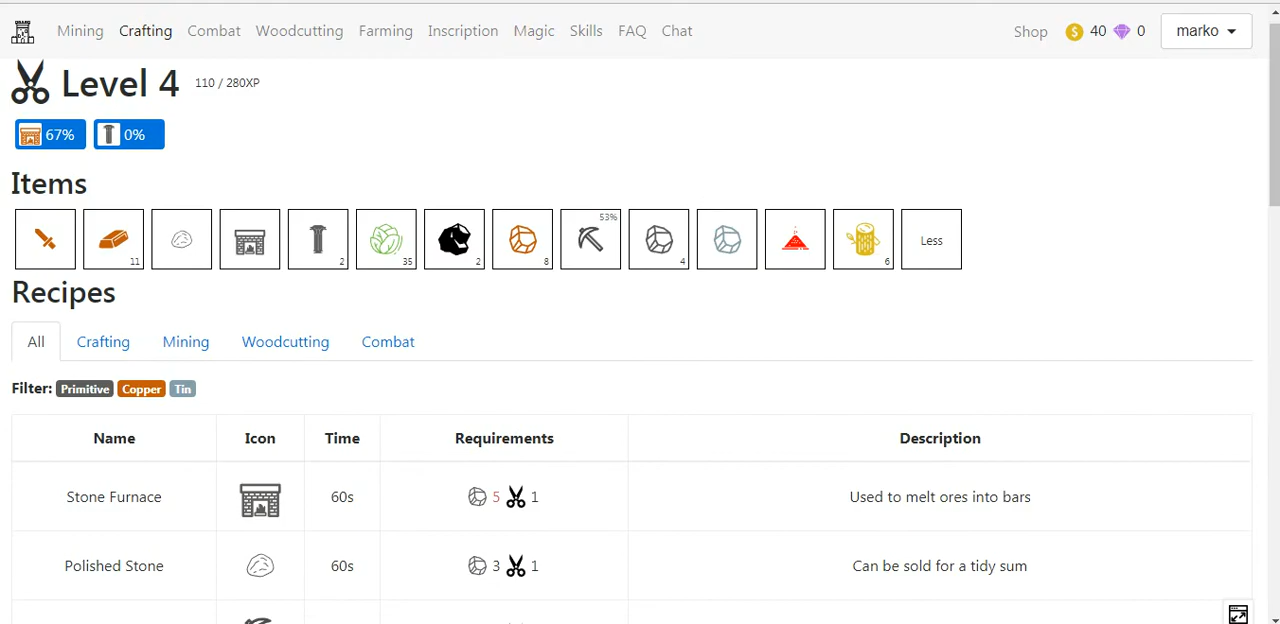 Mining Crafting Combat Woodcutting Farming Inscription Magic Skills FAQ Chat Shop 40 0 marko
Level 4 110 / 280XP
67% 0%
Items
11 2 35 2 8 53% 4 6 Less
Recipes
All Crafting Mining Woodcutting Combat
Filter: Primitive Copper Tin
Name Icon Time Requirements Description
Stone Furnace 60s 5 1 Used to melt ores into bars
Polished Stone 60s 3 1 Can be sold for a tidy sum